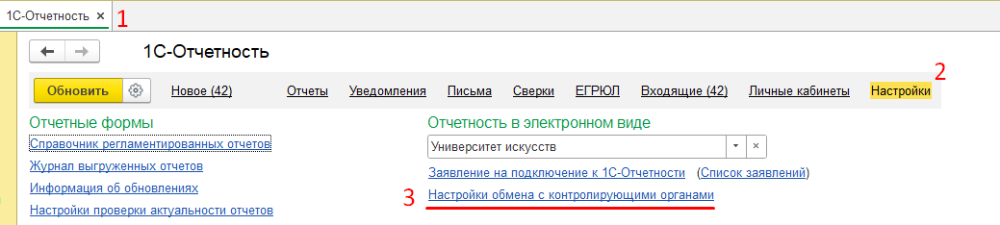 1С-Отчетность × 1
1С-Отчетность
2
Обновить Новое (42) Отчеты Уведомления Письма Сверки ЕГРЮЛ Входящие (42) Личные кабинеты Настройки
Отчетные формы
Справочник регламентированных отчетов
Журнал выгруженных отчетов
Информация об обновлениях
Настройки проверки актуальности отчетов
Отчетность в электронном виде
Университет искусств
Заявление на подключение к 1С-Отчетности (Список заявлений)
3 Настройки обмена с контролирующими органами